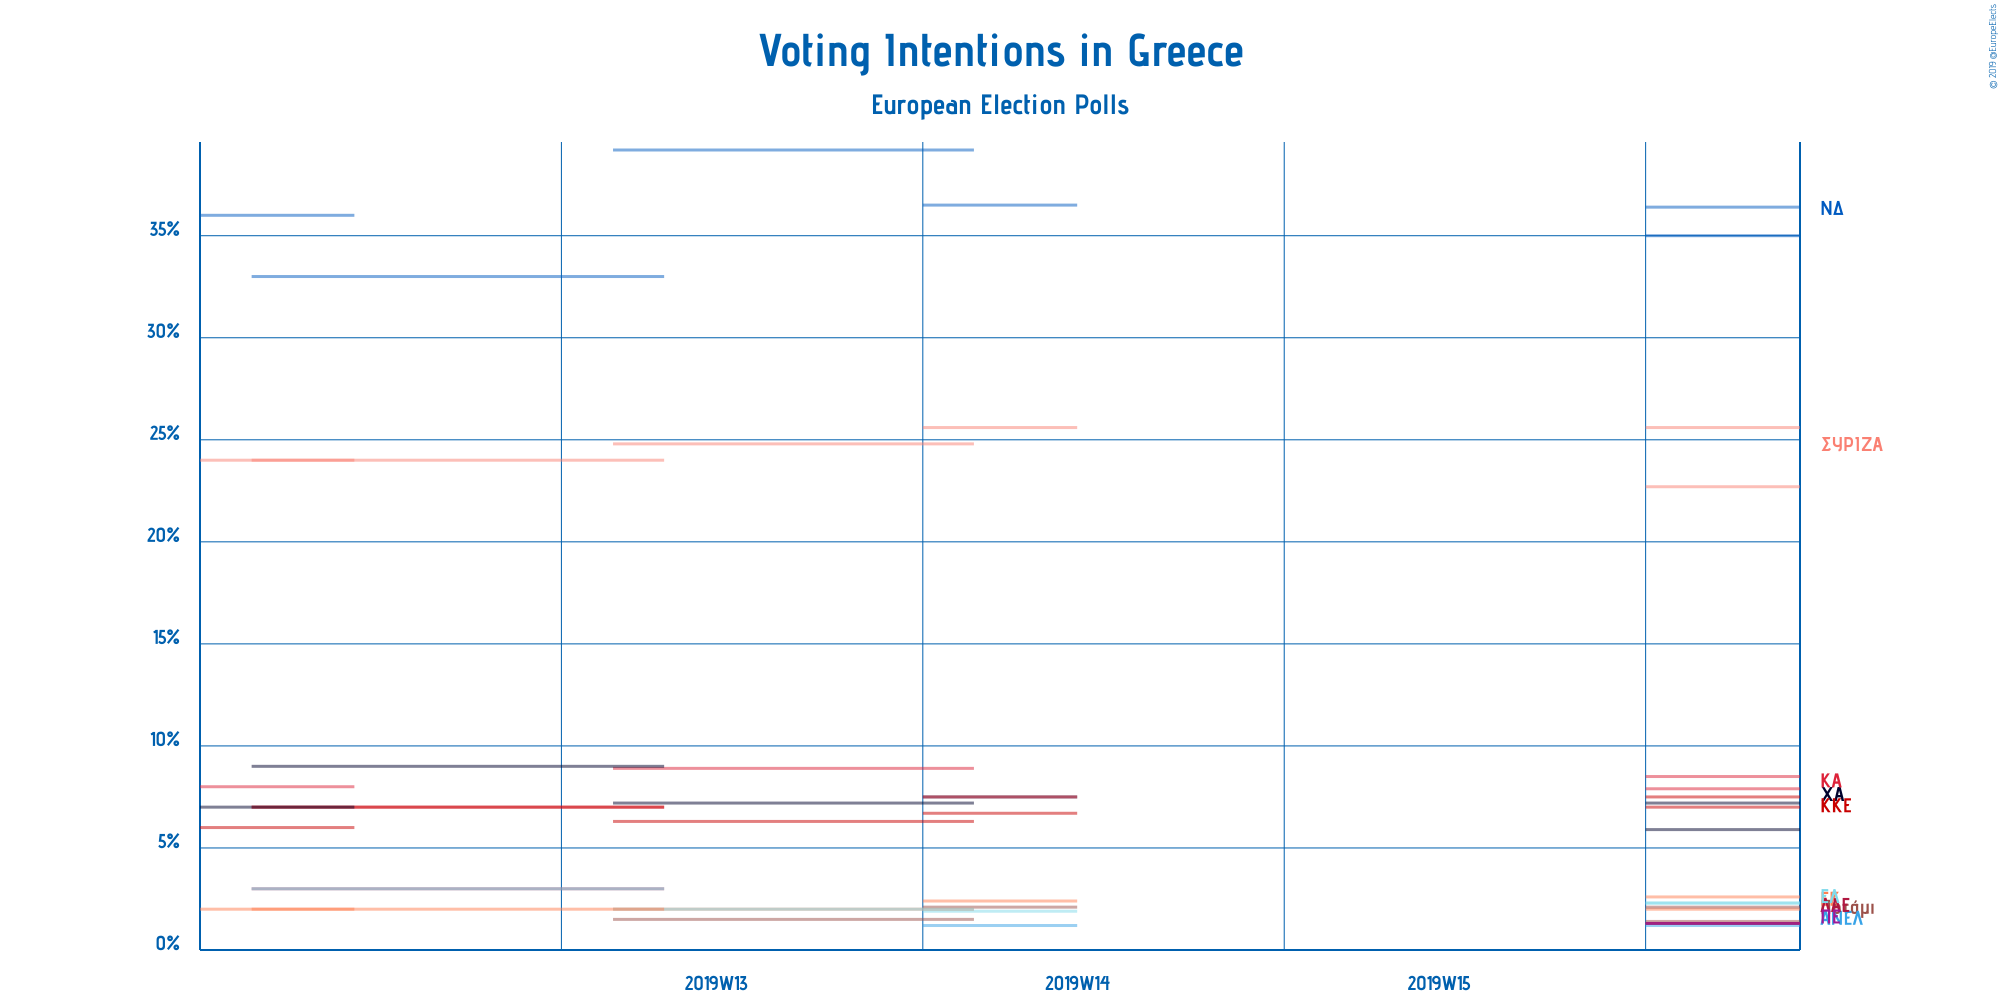 © 2019 @EuropeElects
Voting Intentions in Greece
European Election Polls
35%
30%
25%
20%
15%
10%
5%
0%
ΝΔ
ΣΥΡΙΖΑ
ΚΑ
ΧΑ
ΚΚΕ
ΑΝΕΛ
2019W13
2019W14
2019W15